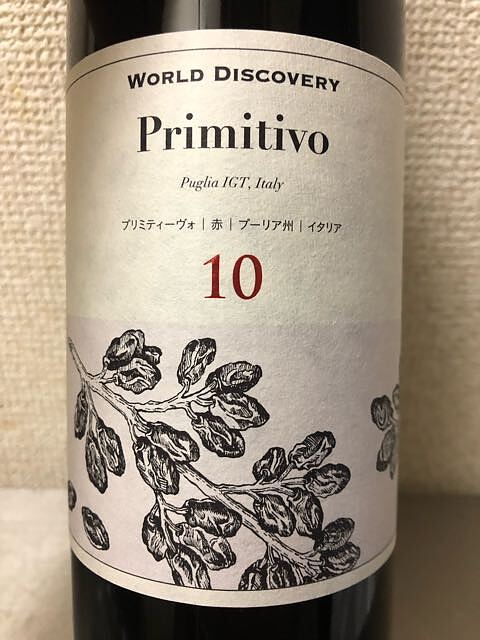 WORLD DISCOVERY
Primitivo
Puglia IGT, Italy
プリミティーヴォ | 赤 | プーリア州 | イタリア
10